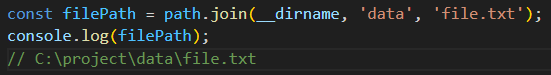 const filePath = path.join(__dirname, 'data', 'file.txt');
console.log(filePath);
// C:\project\data\file.txt